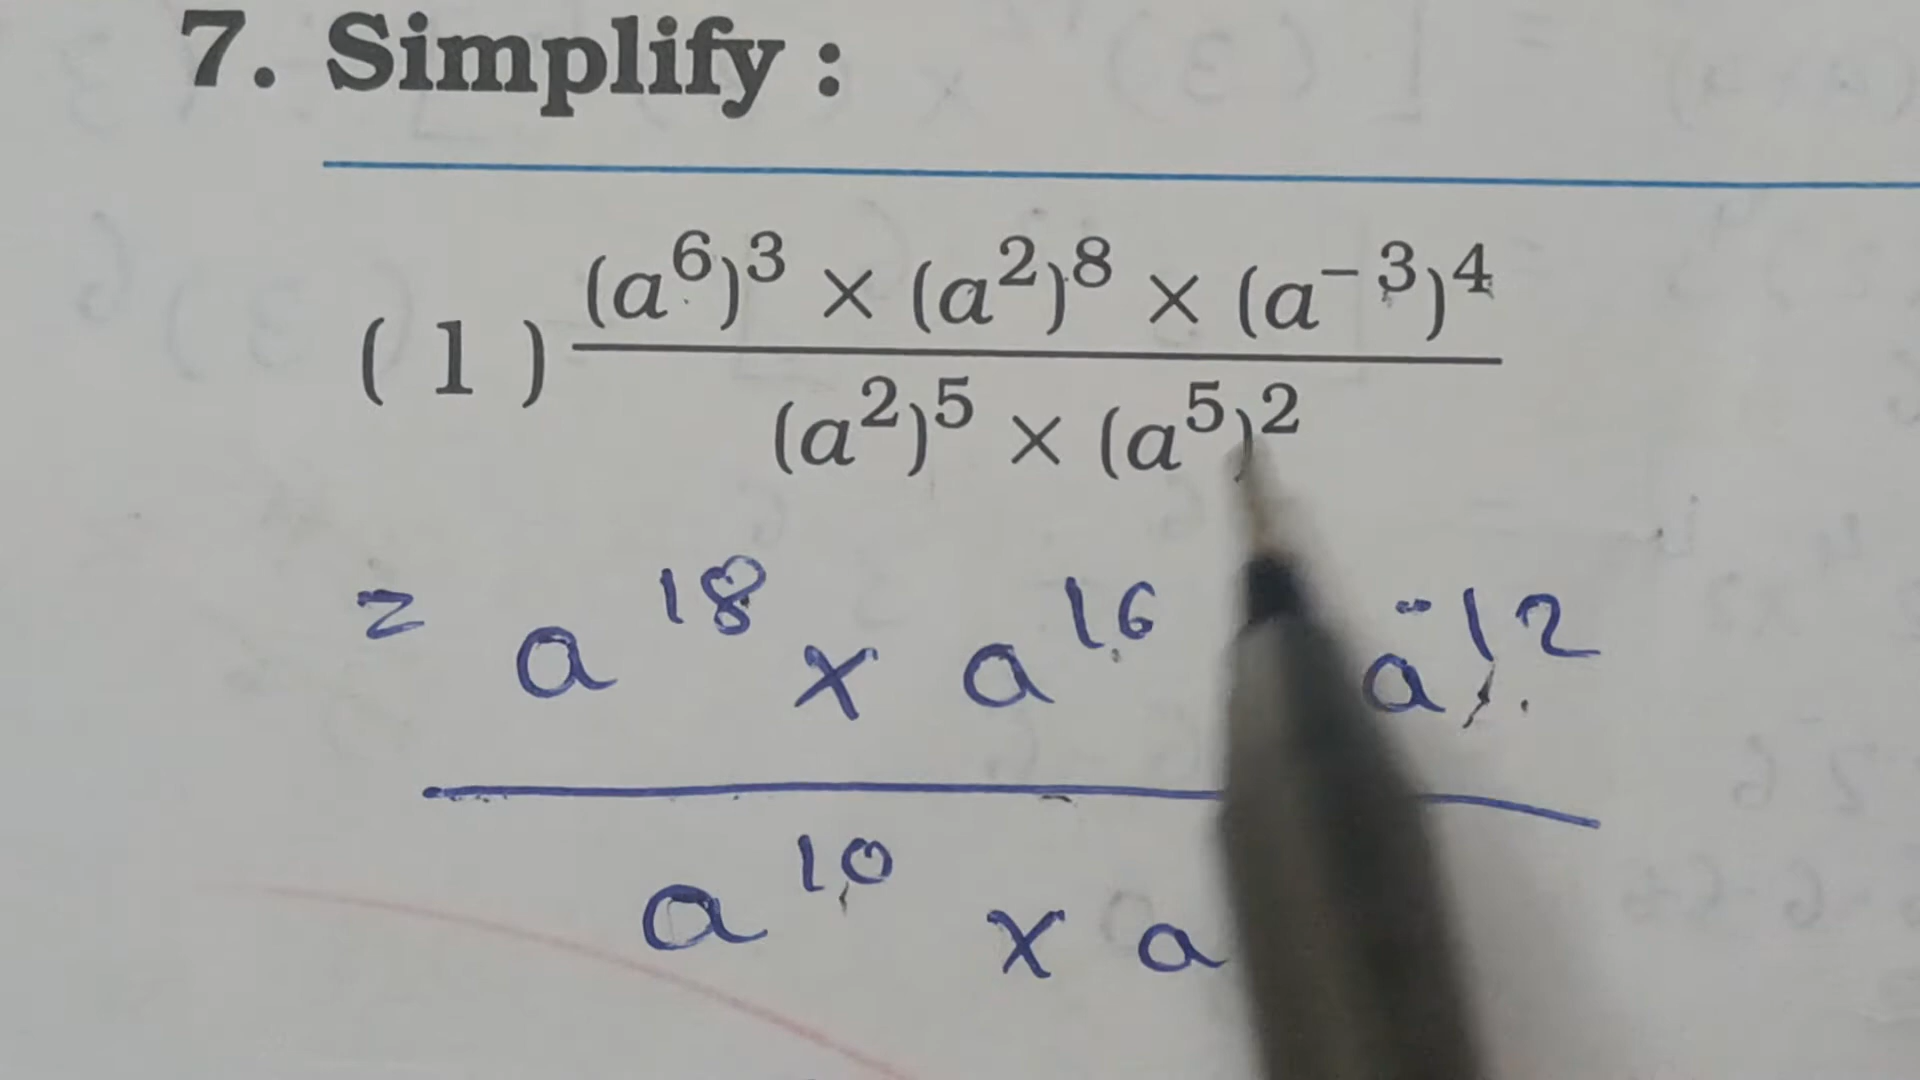 7. Simplify :
( 1 ) (a⁶)³ × (a²)⁸ × (a⁻³)⁴
(a²)⁵ × (a⁵)²
= a¹⁸ × a¹⁶ a⁻¹²
a¹⁰ × a